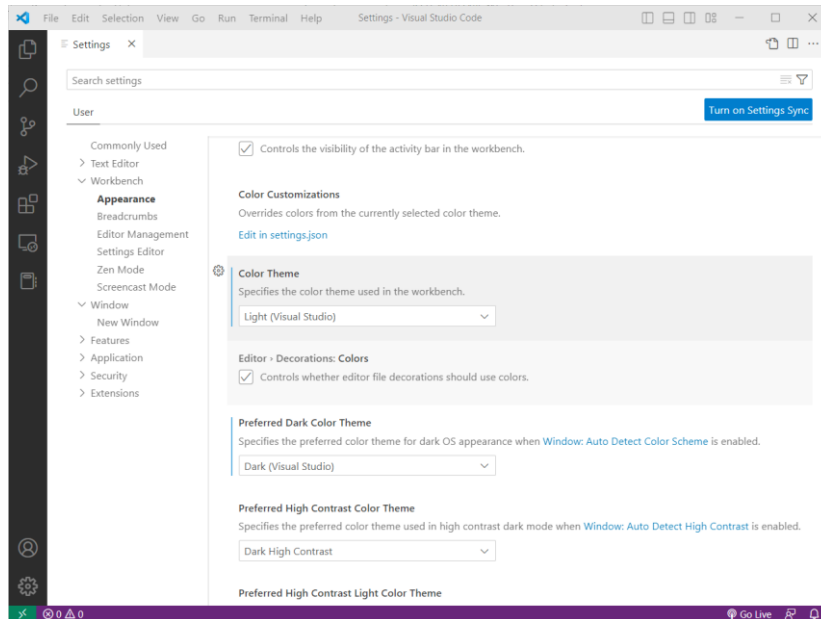 File Edit Selection View Go Run Terminal Help Settings - Visual Studio Code
Settings
Search settings
User
Turn on Settings Sync
Commonly Used
Text Editor
Workbench
Appearance
Breadcrumbs
Editor Management
Settings Editor
Zen Mode
Screencast Mode
Window
New Window
Features
Application
Security
Extensions
Controls the visibility of the activity bar in the workbench.
Color Customizations
Overrides colors from the currently selected color theme.
Edit in settings.json
Color Theme
Specifies the color theme used in the workbench.
Light (Visual Studio)
Editor › Decorations: Colors
Controls whether editor file decorations should use colors.
Preferred Dark Color Theme
Specifies the preferred color theme for dark OS appearance when Window: Auto Detect Color Scheme is enabled.
Dark (Visual Studio)
Preferred High Contrast Color Theme
Specifies the preferred color theme used in high contrast dark mode when Window: Auto Detect High Contrast is enabled.
Dark High Contrast
Preferred High Contrast Light Color Theme
0 0 Go Live